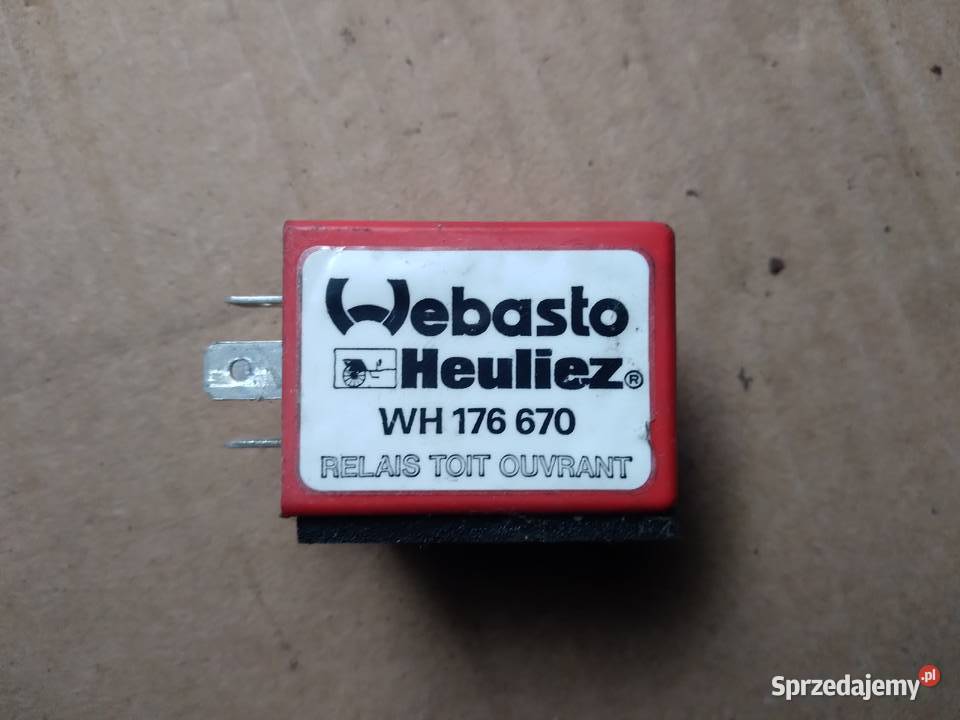 Webasto
Heuliez®
WH 176 670
RELAIS TOIT OUVRANT
Sprzedajemy.pl